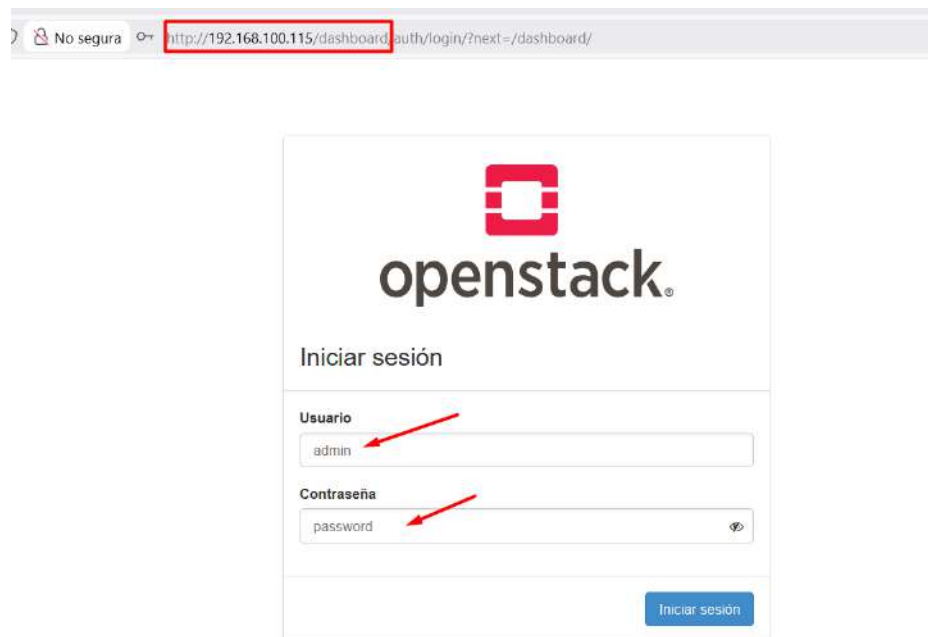 No segura http://192.168.100.115/dashboard/auth/login/?next=/dashboard/
openstack.®
Iniciar sesión
Usuario
admin
Contraseña
password
Iniciar sesión